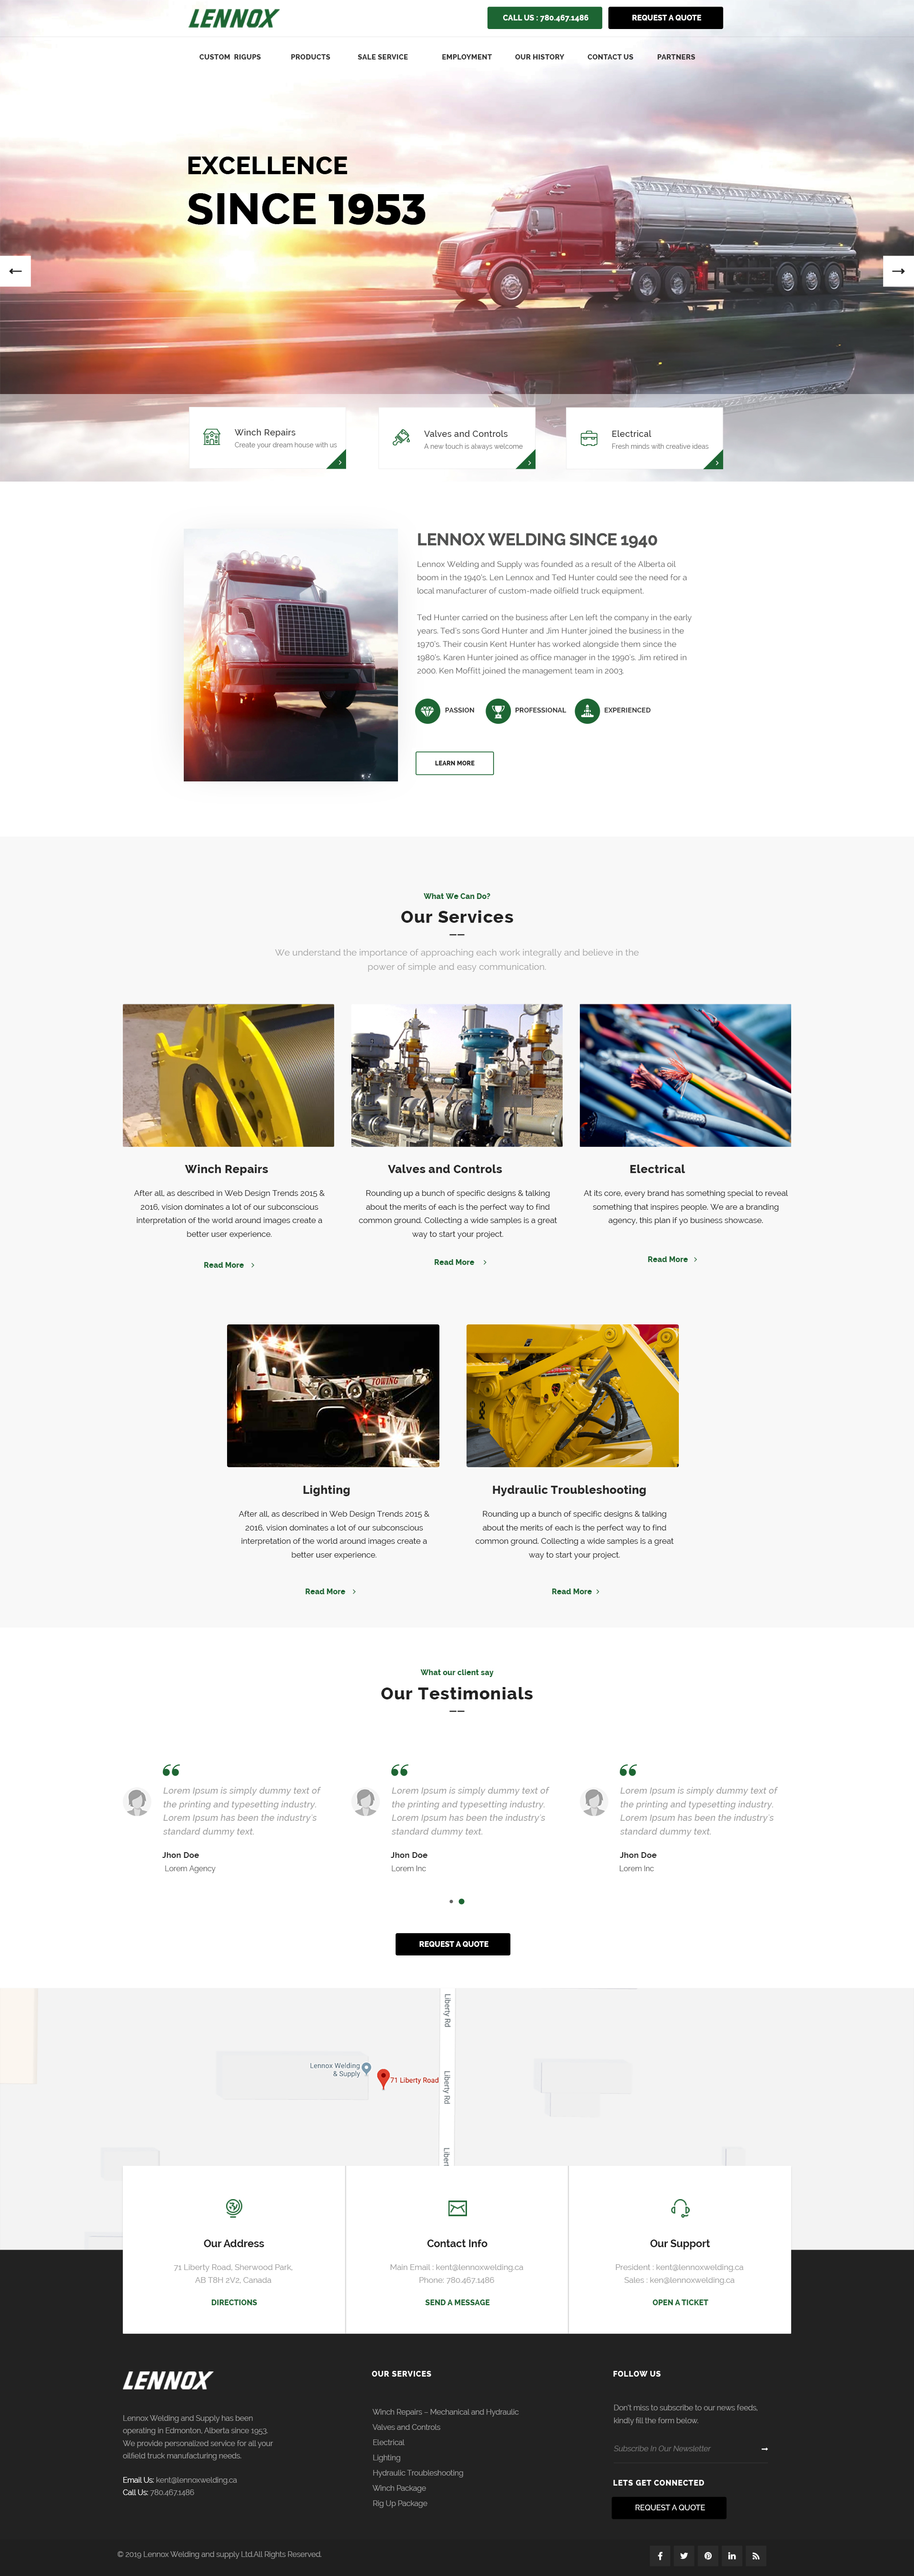 LENNOX
CALL US : 780.467.1486
REQUEST A QUOTE
CUSTOM RIGUPS
PRODUCTS
SALE SERVICE
EMPLOYMENT
OUR HISTORY
CONTACT US
PARTNERS
EXCELLENCE
SINCE 1953
Winch Repairs
Create your dream house with us
Valves and Controls
A new touch is always welcome
Electrical
Fresh minds with creative ideas
LENNOX WELDING SINCE 1940
Lennox Welding and Supply was founded as a result of the Alberta oil
boom in the 1940's. Len Lennox and Ted Hunter could see the need for a
local manufacturer of custom-made oilfield truck equipment.
Ted Hunter carried on the business after Len left the company in the early
years. Ted's sons Gord Hunter and Jim Hunter joined the business in the
1970's. Their cousin Kent Hunter has worked alongside them since the
1980's. Karen Hunter joined as office manager in the 1990's. Jim retired in
2000. Ken Moffitt joined the management team in 2003.
PASSION
PROFESSIONAL
EXPERIENCED
LEARN MORE
What We Can Do?
Our Services
We understand the importance of approaching each work integrally and believe in the
power of simple and easy communication.
Winch Repairs
After all, as described in Web Design Trends 2015 &
2016, vision dominates a lot of our subconscious
interpretation of the world around images create a
better user experience.
Read More
Valves and Controls
Rounding up a bunch of specific designs & talking
about the merits of each is the perfect way to find
common ground. Collecting a wide samples is a great
way to start your project.
Read More
Electrical
At its core, every brand has something special to reveal
something that inspires people. We are a branding
agency, this plan if yo business showcase.
Read More
TOWING
Lighting
After all, as described in Web Design Trends 2015 &
2016, vision dominates a lot of our subconscious
interpretation of the world around images create a
better user experience.
Read More
Hydraulic Troubleshooting
Rounding up a bunch of specific designs & talking
about the merits of each is the perfect way to find
common ground. Collecting a wide samples is a great
way to start your project.
Read More
What our client say
Our Testimonials
Lorem Ipsum is simply dummy text of
the printing and typesetting industry.
Lorem Ipsum has been the industry's
standard dummy text.
Jhon Doe
Lorem Agency
Lorem Ipsum is simply dummy text of
the printing and typesetting industry.
Lorem Ipsum has been the industry's
standard dummy text.
Jhon Doe
Lorem Inc
Lorem Ipsum is simply dummy text of
the printing and typesetting industry.
Lorem Ipsum has been the industry's
standard dummy text.
Jhon Doe
Lorem Inc
REQUEST A QUOTE
Liberty Rd
Lennox Welding
& Supply
71 Liberty Road
Liberty Rd
Libert
Our Address
71 Liberty Road, Sherwood Park,
AB T8H 2V2, Canada
DIRECTIONS
Contact Info
Main Email : kent@lennoxwelding.ca
Phone: 780.467.1486
SEND A MESSAGE
Our Support
President : kent@lennoxwelding.ca
Sales : ken@lennoxwelding.ca
OPEN A TICKET
LENNOX
Lennox Welding and Supply has been
operating in Edmonton, Alberta since 1953.
We provide personalized service for all your
oilfield truck manufacturing needs.
Email Us: kent@lennoxwelding.ca
Call Us: 780.467.1486
OUR SERVICES
Winch Repairs – Mechanical and Hydraulic
Valves and Controls
Electrical
Lighting
Hydraulic Troubleshooting
Winch Package
Rig Up Package
FOLLOW US
Don't miss to subscribe to our news feeds,
kindly fill the form below.
Subscribe In Our Newsletter
LETS GET CONNECTED
REQUEST A QUOTE
© 2019 Lennox Welding and supply Ltd.All Rights Reserved.